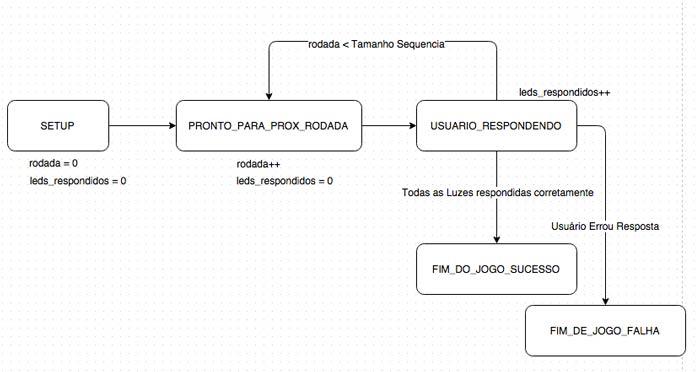 rodada < Tamanho Sequencia
leds_respondidos++
SETUP
PRONTO_PARA_PROX_RODADA
USUARIO_RESPONDENDO
rodada = 0
leds_respondidos = 0
rodada++
leds_respondidos = 0
Todas as Luzes respondidas corretamente
Usuário Errou Resposta
FIM_DO_JOGO_SUCESSO
FIM_DE_JOGO_FALHA